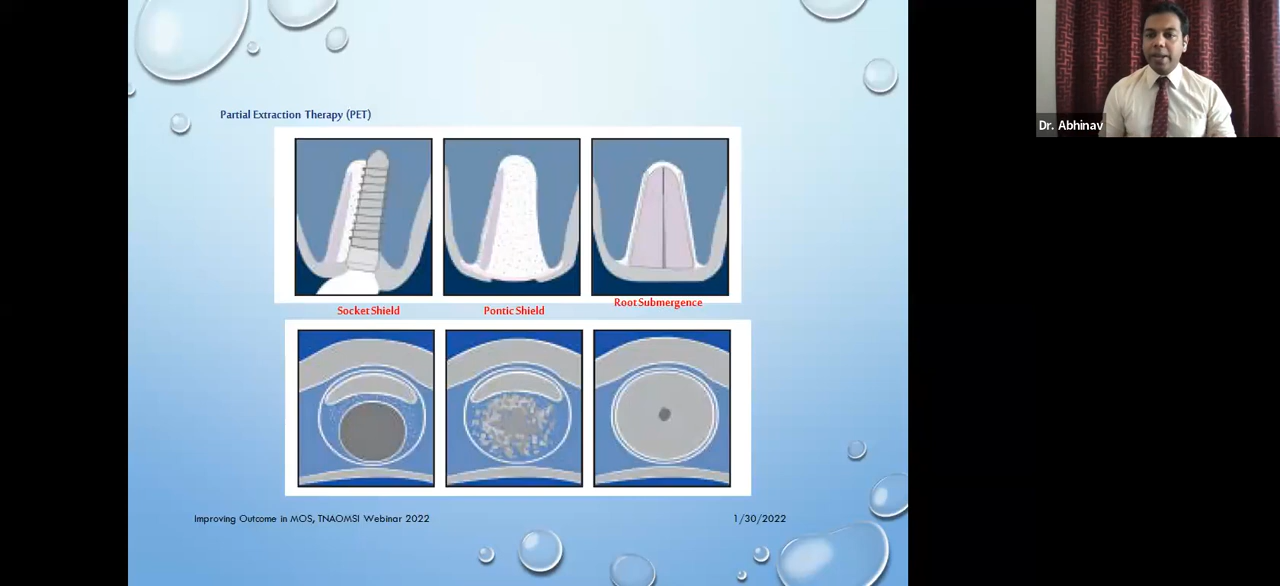 Partial Extraction Therapy (PET)
Socket Shield
Pontic Shield
Root Submergence
Improving Outcome in MOS, TNAOMSI Webinar 2022
1/30/2022
Dr. Abhinav